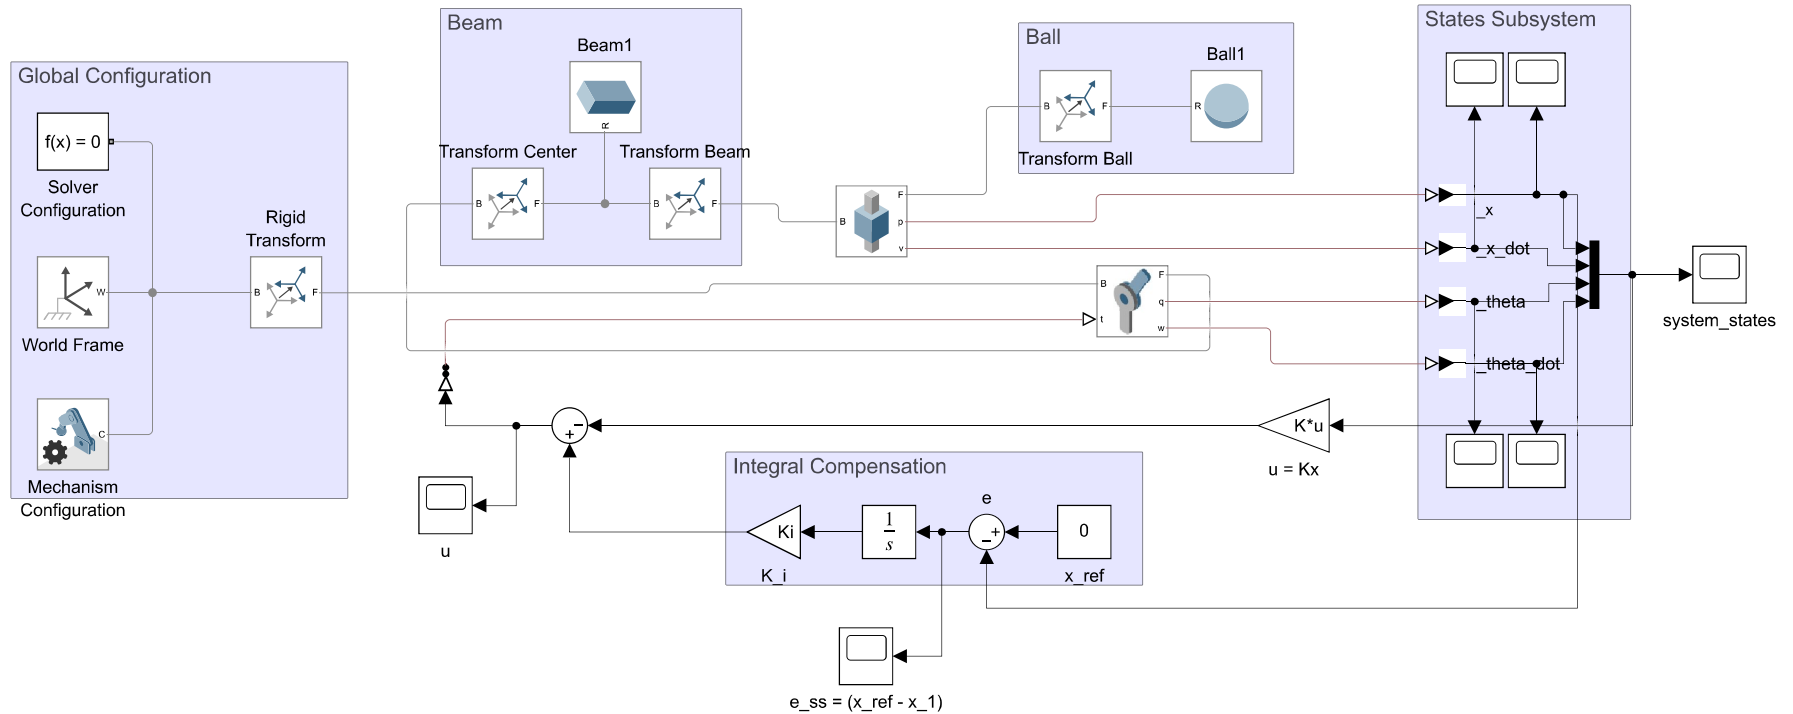 Global Configuration
f(x) = 0
Solver
Configuration
W
World Frame
C
Mechanism
Configuration
Rigid
Transform
B
F
Beam
Beam1
R
Transform Center
B
F
Transform Beam
B
F
B
F
p
v
Ball
Ball1
B
F
R
Transform Ball
B
t
F
q
w
States Subsystem
_x
_x_dot
_theta
_theta_dot
system_states
K*u
u = Kx
−
+
u
Integral Compensation
Ki
K_i
1
s
e
+
−
0
x_ref
e_ss = (x_ref - x_1)